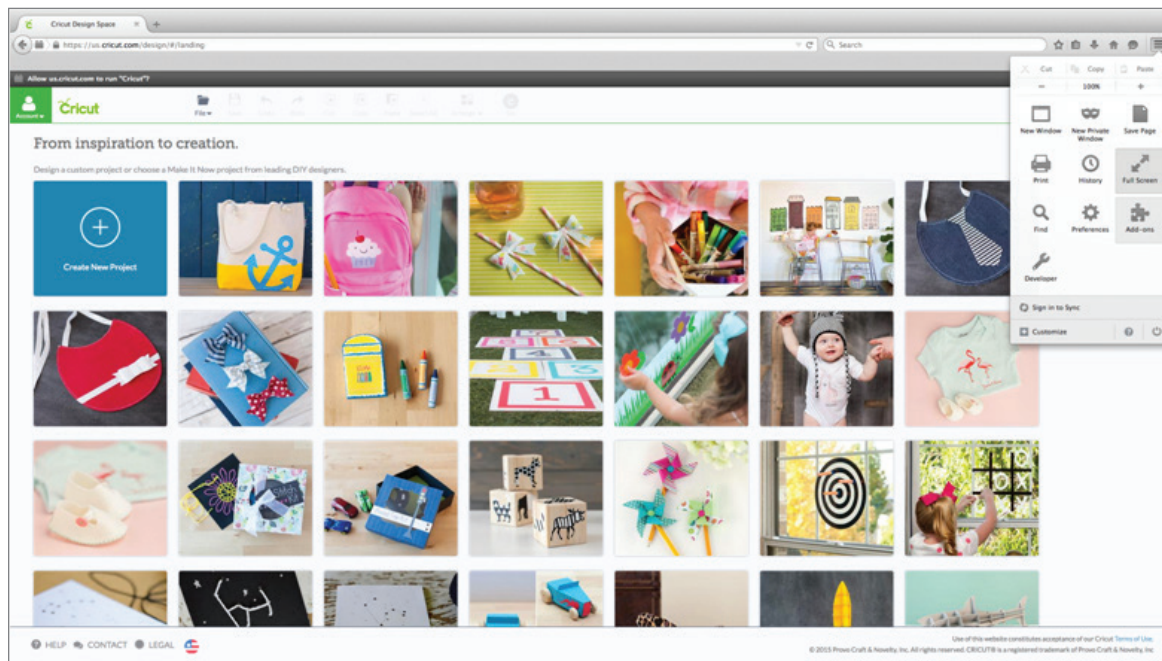 Cricut Design Space
https://us.cricut.com/design/#/landing
Search
Allow us.cricut.com to run "Cricut"?
Account
Cricut
File
Cut Copy Paste
100%
New Window New Private Window Save Page
Print History Full Screen
Find Preferences Add-ons
Developer
Sign in to Sync
Customize
From inspiration to creation.
Design a custom project or choose a Make It Now project from leading DIY designers.
Create New Project
5
4
2
3
1
HELP CONTACT LEGAL
Use of this website constitutes acceptance of our Cricut Terms of Use.
© 2015 Provo Craft & Novelty, Inc. All rights reserved. CRICUT® is a registered trademark of Provo Craft & Novelty, Inc